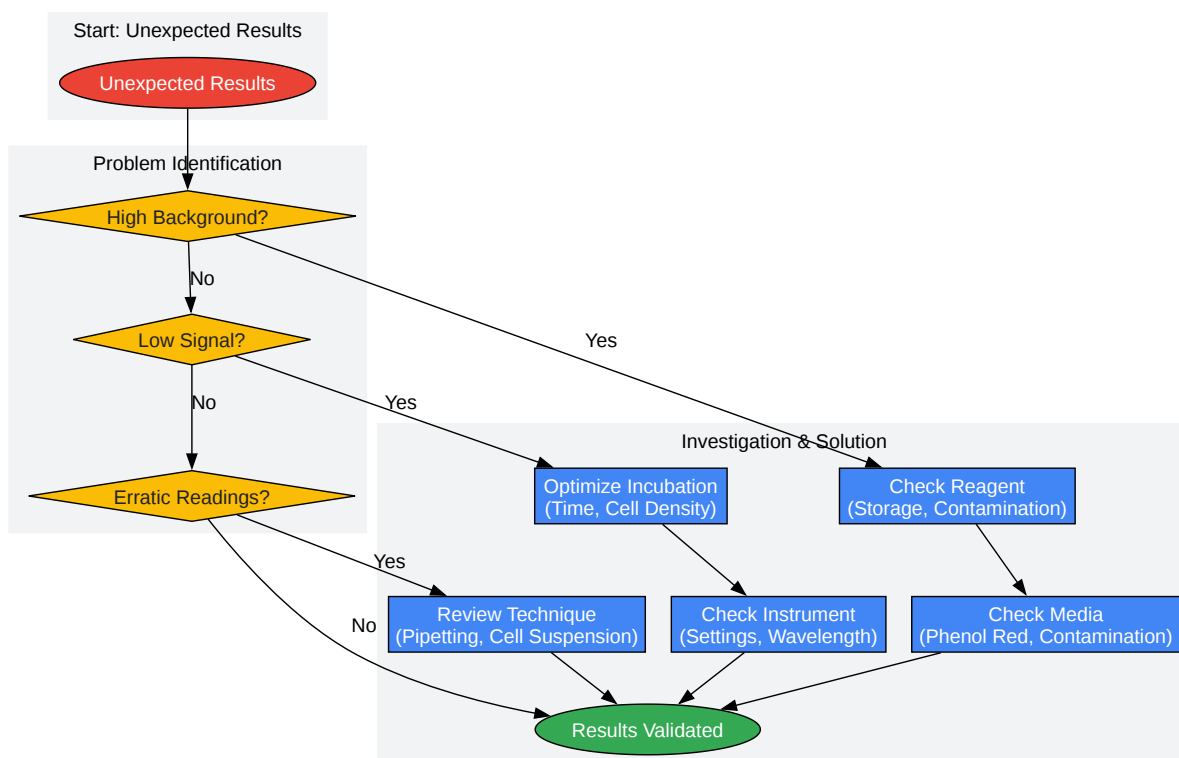 Start: Unexpected Results
Unexpected Results
Problem Identification
High Background?
No
Low Signal?
Yes
No
Yes
Investigation & Solution
Erratic Readings?
Optimize Incubation
(Time, Cell Density)
Check Reagent
(Storage, Contamination)
Yes
No
Review Technique
(Pipetting, Cell Suspension)
Check Instrument
(Settings, Wavelength)
Check Media
(Phenol Red, Contamination)
Results Validated